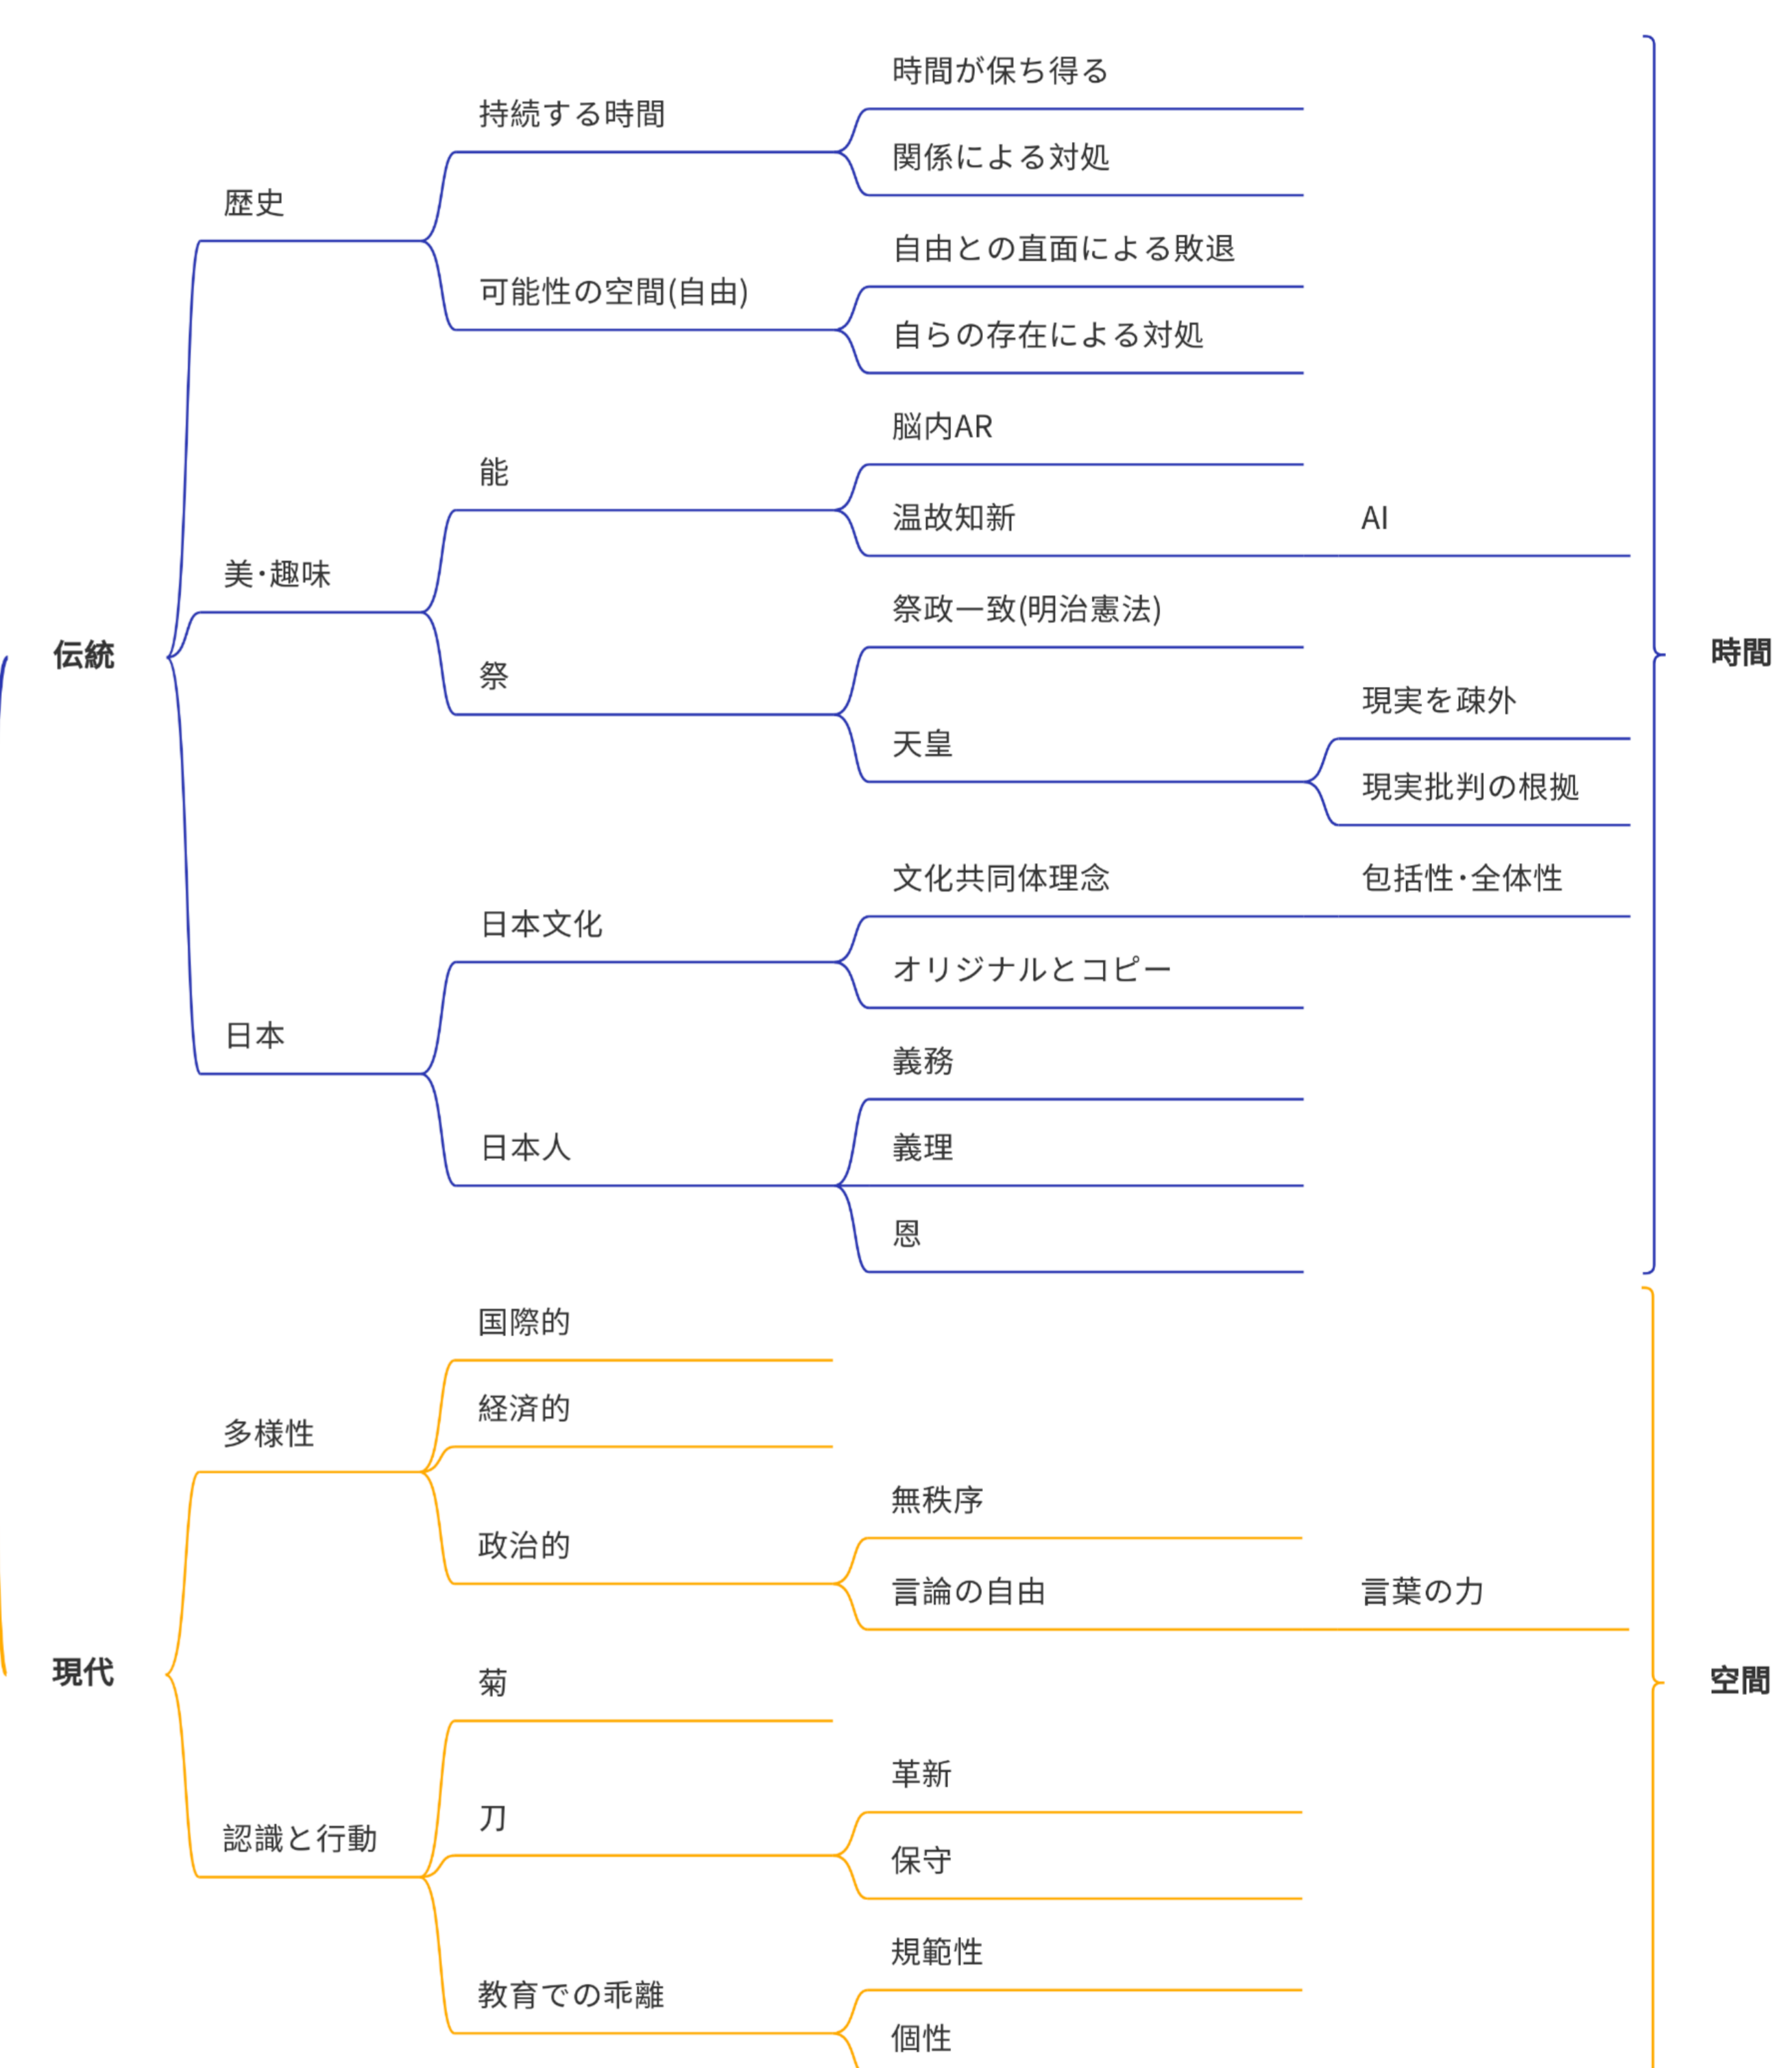 時間が保ち得る
持続する時間
関係による対処
歴史
自由との直面による敗退
可能性の空間(自由)
自らの存在による対処
脳内AR
能
温故知新
AI
美・趣味
祭政一致(明治憲法)
伝統
時間
祭
現実を疎外
天皇
現実批判の根拠
文化共同体理念
包括性・全体性
日本文化
オリジナルとコピー
日本
義務
日本人
義理
恩
国際的
経済的
多様性
無秩序
政治的
言論の自由
言葉の力
現代
空間
菊
革新
刀
認識と行動
保守
規範性
教育での乖離
個性